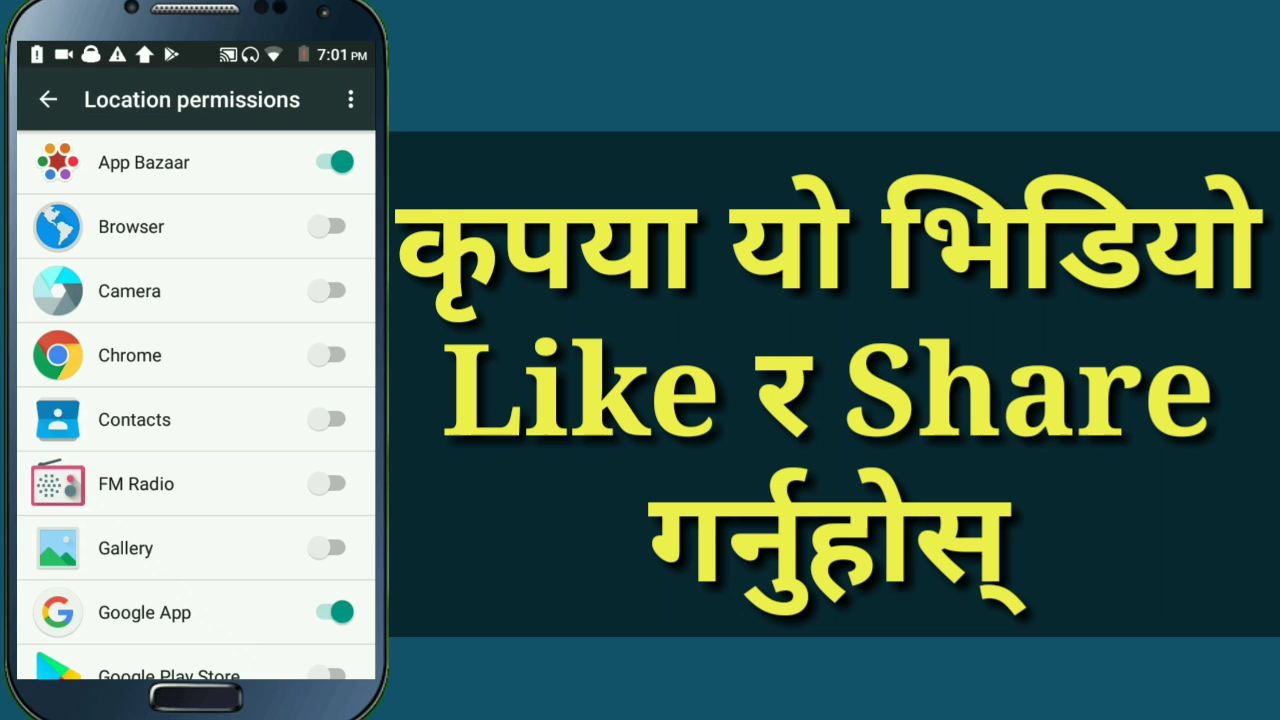 7:01 PM
Location permissions
App Bazaar
Browser
Camera
Chrome
Contacts
FM Radio
Gallery
Google App
Google Play Store
कृपया यो भिडियो
Like र Share
गर्नुहोस्